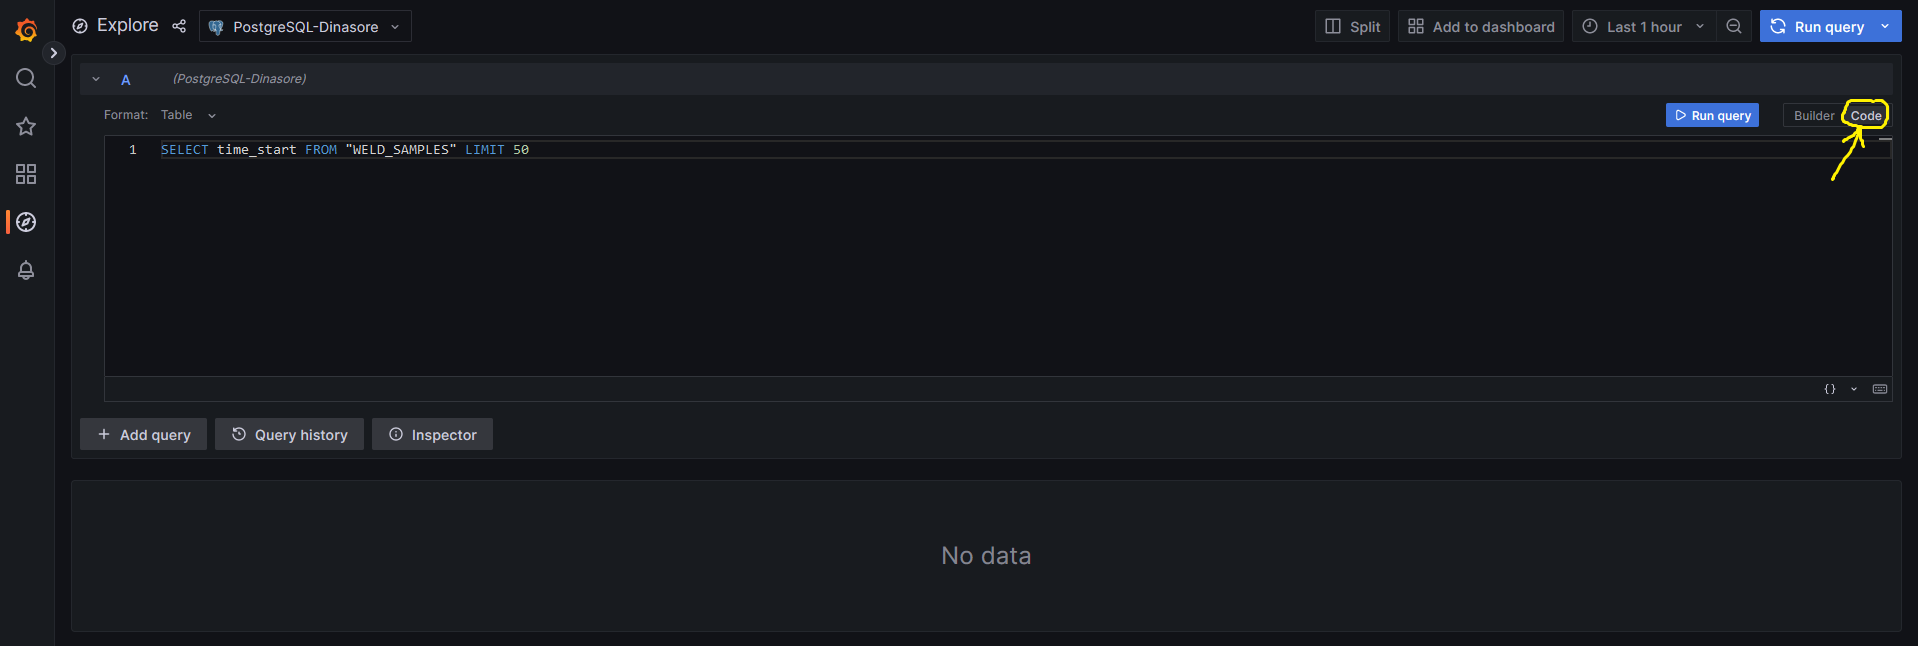 Explore PostgreSQL-Dinasore Split Add to dashboard Last 1 hour Run query
A (PostgreSQL-Dinasore)
Format: Table Run query Builder Code
1 SELECT time_start FROM "WELD_SAMPLES" LIMIT 50
{}
+ Add query Query history Inspector
No data